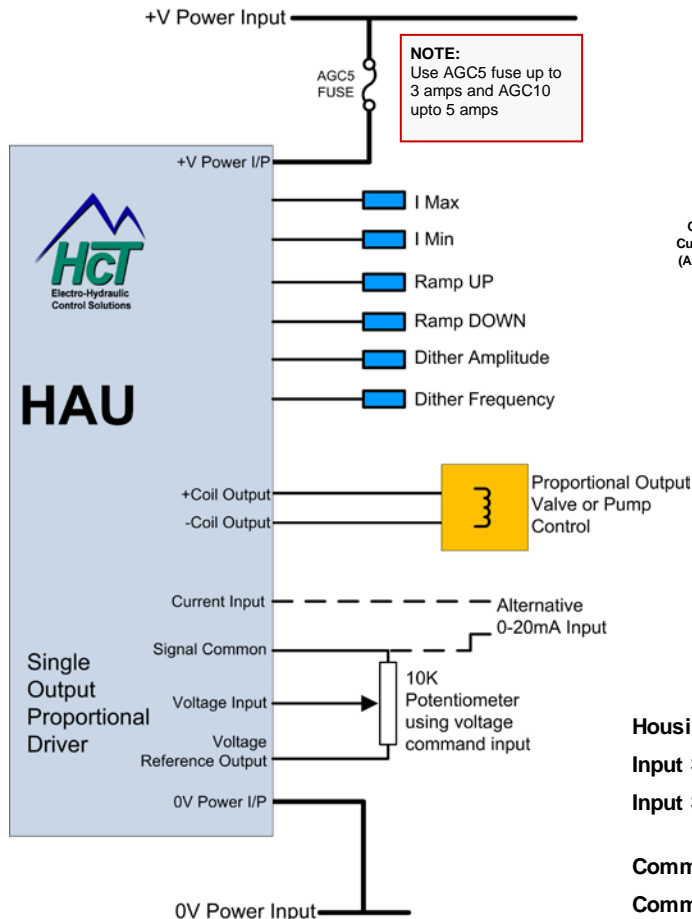 +V Power Input
NOTE:
Use AGC5 fuse up to
3 amps and AGC10
upto 5 amps
AGC5
FUSE
+V Power I/P
HCT
Electro-Hydraulic
Control Solutions
HAU
I Max
I Min
Ramp UP
Ramp DOWN
Dither Amplitude
Dither Frequency
+Coil Output
-Coil Output
Proportional Output
Valve or Pump
Control
Current Input
Alternative
0-20mA Input
Signal Common
Single
Output
Proportional
Driver
10K
Potentiometer
using voltage
command input
Voltage Input
Voltage
Reference Output
0V Power I/P
0V Power Input
Input
Input